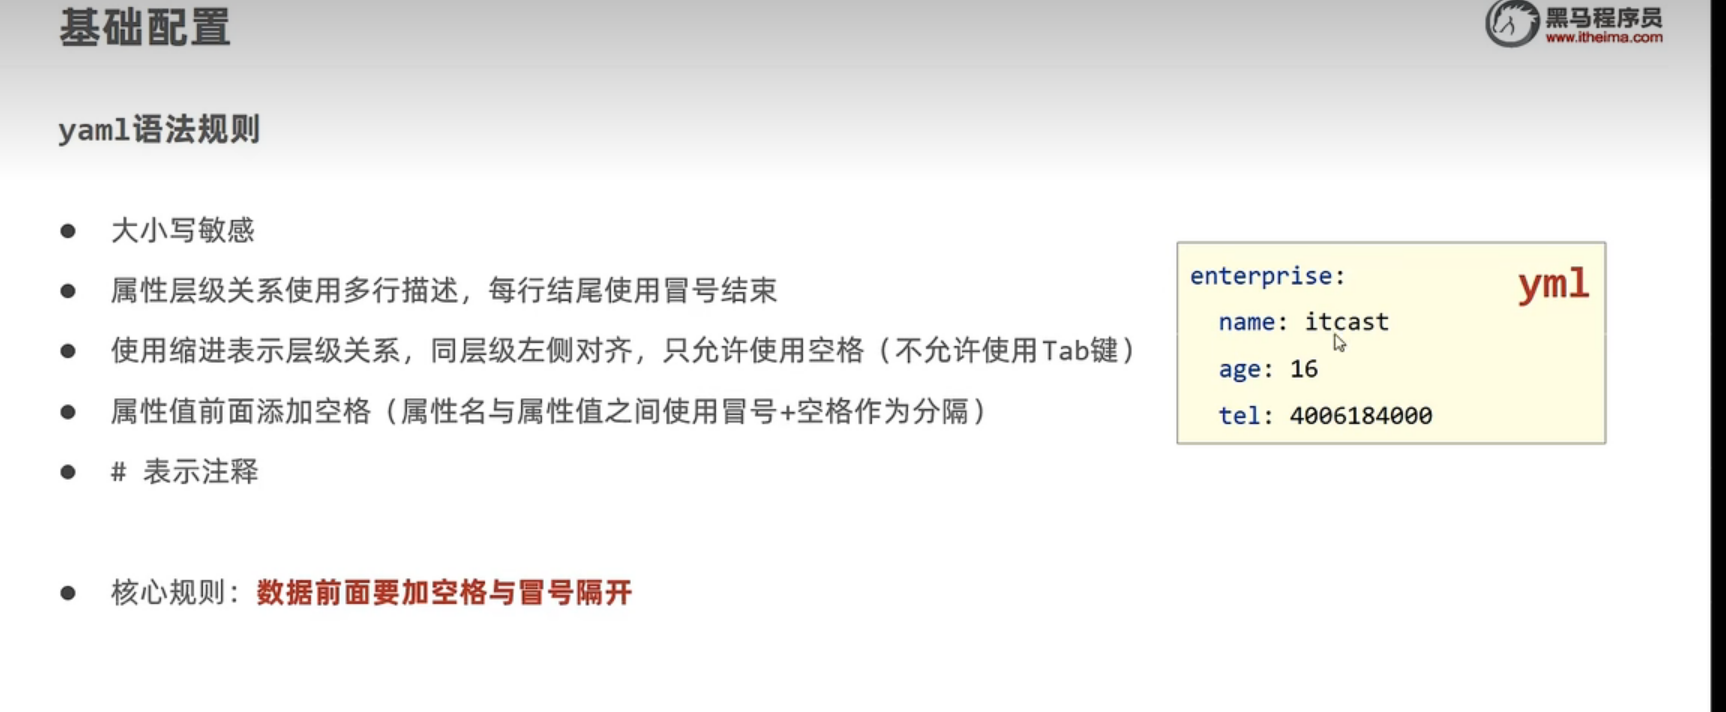 基础配置
黑马程序员
www.itheima.com
yaml语法规则
● 大小写敏感
● 属性层级关系使用多行描述，每行结尾使用冒号结束
● 使用缩进表示层级关系，同层级左侧对齐，只允许使用空格（不允许使用Tab键）
● 属性值前面添加空格（属性名与属性值之间使用冒号+空格作为分隔）
● # 表示注释
● 核心规则：数据前面要加空格与冒号隔开
yml
enterprise:
  name: itcast
  age: 16
  tel: 4006184000